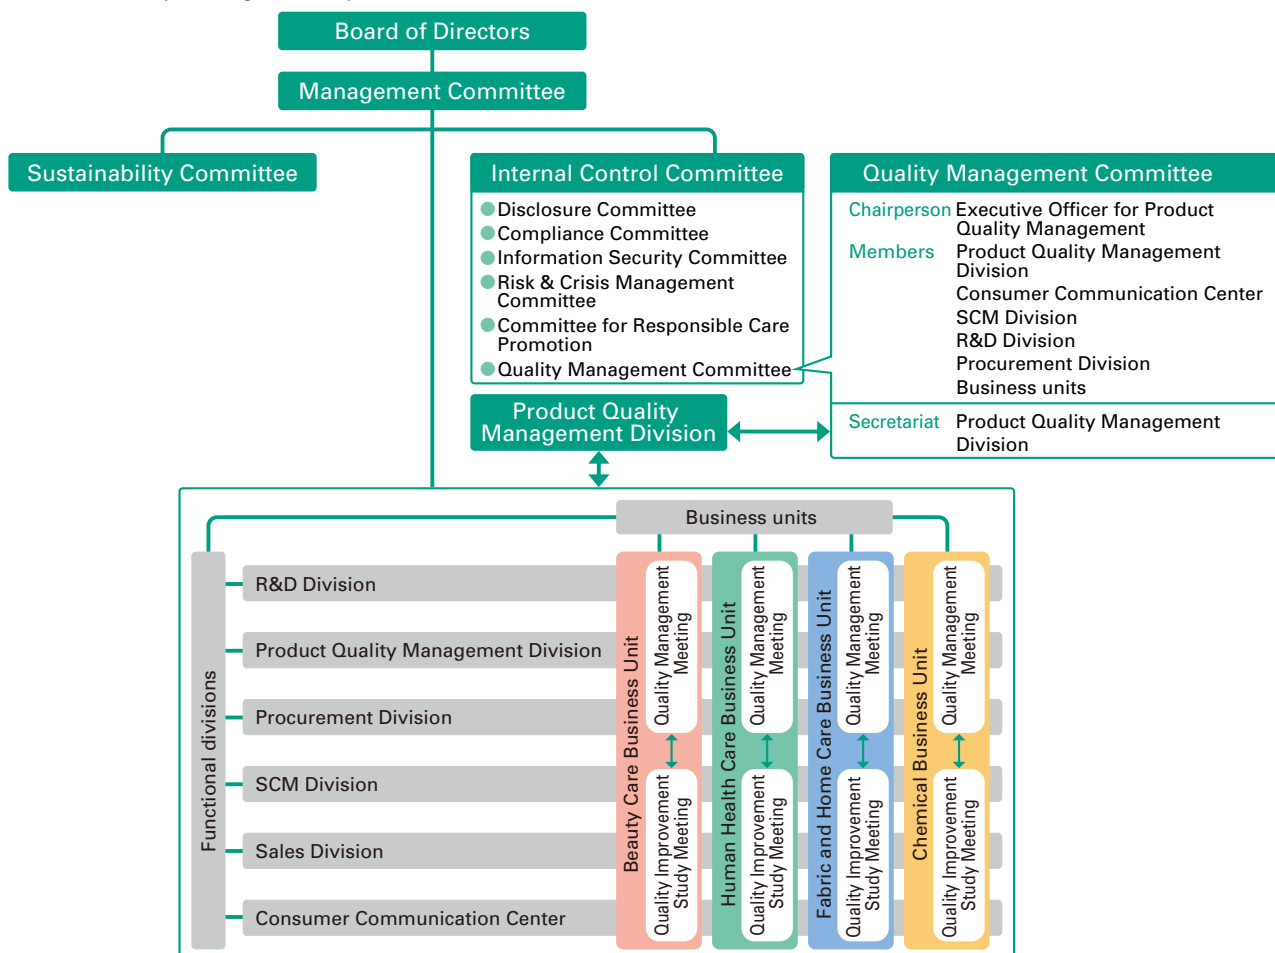 Board of Directors
Management Committee
Sustainability Committee
Internal Control Committee
Disclosure Committee
Compliance Committee
Information Security Committee
Risk & Crisis Management
Committee
Committee for Responsible Care
Promotion
Quality Management Committee
Quality Management Committee
Chairperson Executive Officer for Product
Quality Management
Members Product Quality Management
Division
Consumer Communication Center
SCM Division
R&D Division
Procurement Division
Business units
Secretariat Product Quality Management
Division
Product Quality
Management Division
Business units
Functional divisions
R&D Division
Product Quality Management Division
Procurement Division
SCM Division
Sales Division
Consumer Communication Center
Beauty Care Business Unit
Quality Management
Meeting
Quality Improvement
Study Meeting
Human Health Care Business Unit
Quality Management
Meeting
Quality Improvement
Study Meeting
Fabric and Home Care Business Unit
Quality Management
Meeting
Quality Improvement
Study Meeting
Chemical Business Unit
Quality Management
Meeting
Quality Improvement
Study Meeting